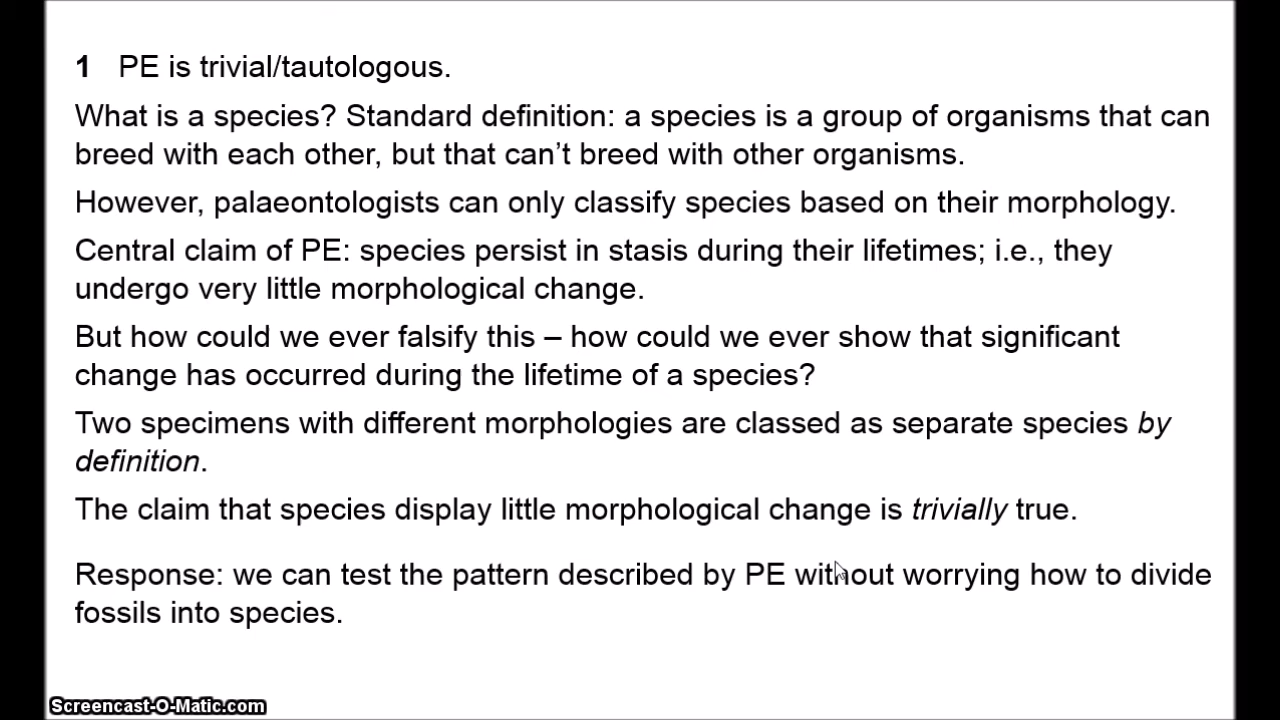 1 PE is trivial/tautologous.
What is a species? Standard definition: a species is a group of organisms that can
breed with each other, but that can’t breed with other organisms.
However, palaeontologists can only classify species based on their morphology.
Central claim of PE: species persist in stasis during their lifetimes; i.e., they
undergo very little morphological change.
But how could we ever falsify this – how could we ever show that significant
change has occurred during the lifetime of a species?
Two specimens with different morphologies are classed as separate species by
definition.
The claim that species display little morphological change is trivially true.
Response: we can test the pattern described by PE without worrying how to divide
fossils into species.
Screencast-O-Matic.com